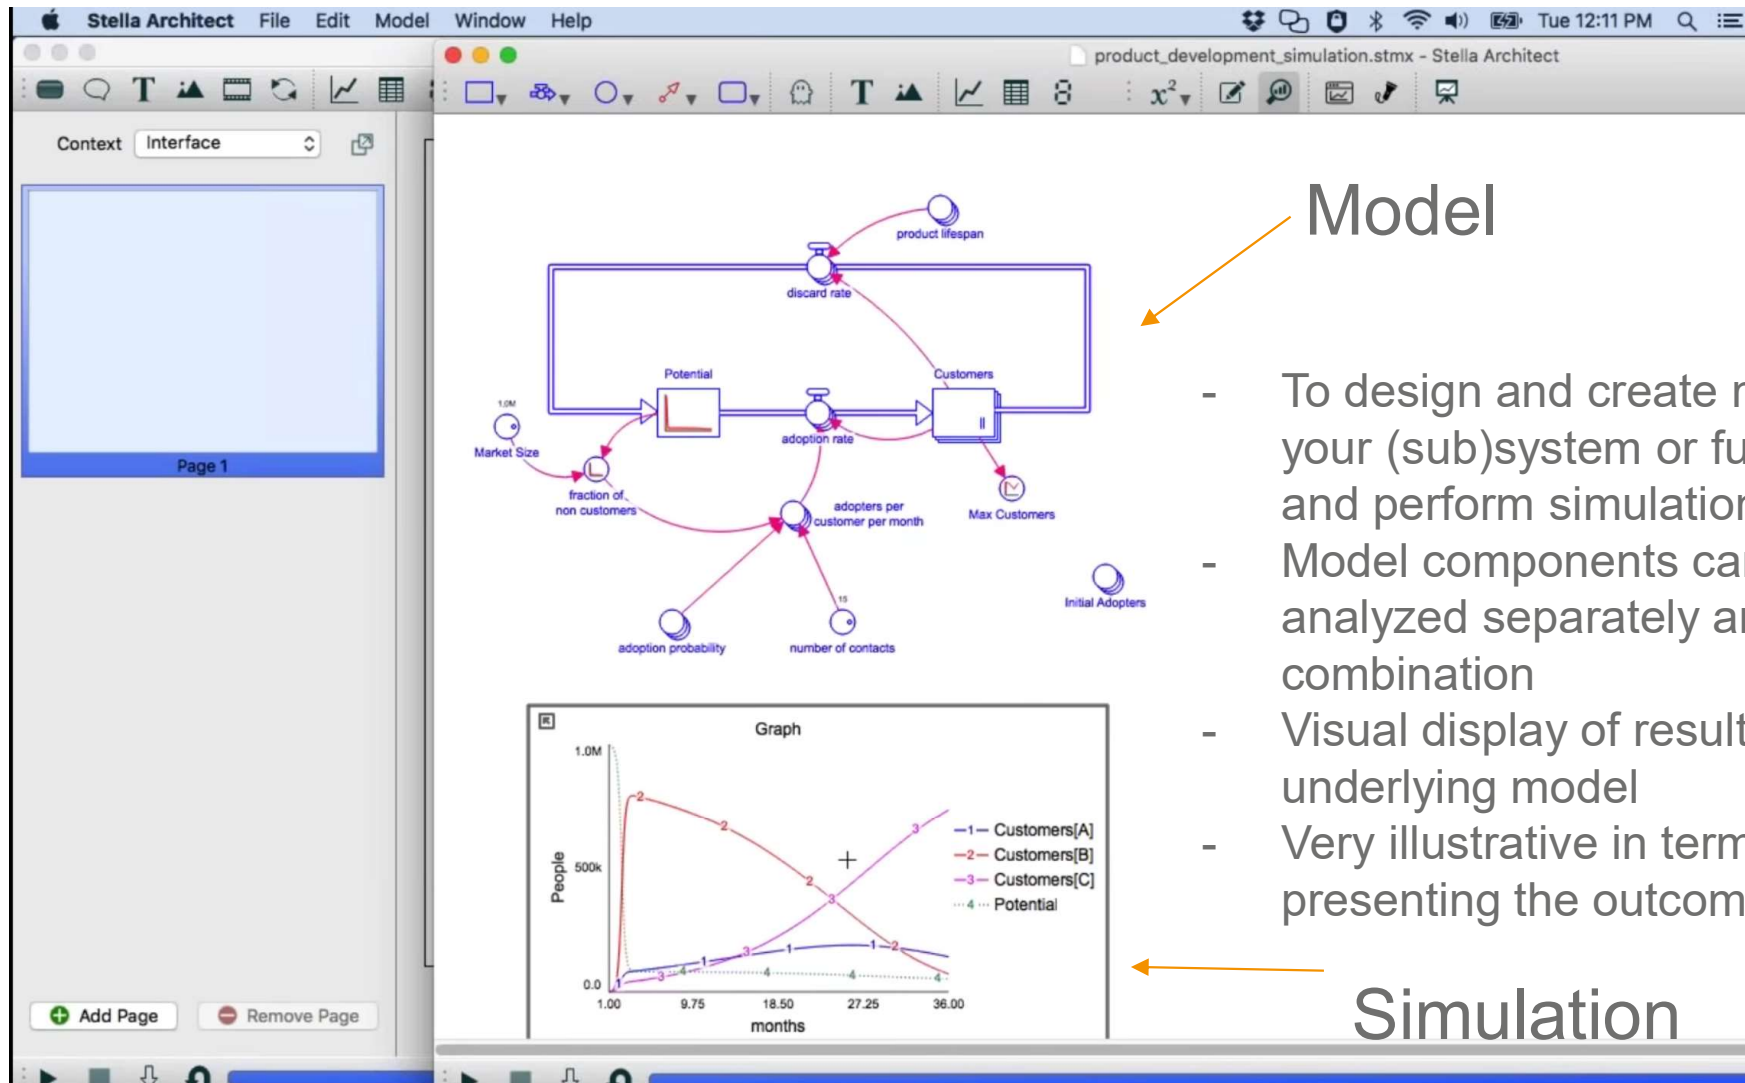 Stella Architect File Edit Model Window Help Tue 12:11 PM
product_development_simulation.stmx - Stella Architect
Context Interface
Page 1
Add Page Remove Page
product lifespan
discard rate
Potential
Customers
1.0M
Market Size
adoption rate
fraction of
non customers
adopters per
customer per month
Max Customers
Initial Adopters
15
adoption probability
number of contacts
Graph
1.0M
500k
0.0
People
1.00 9.75 18.50 27.25 36.00
months
1 Customers[A]
2 Customers[B]
3 Customers[C]
4 Potential
Model
- To design and create
your (sub)system or fu
and perform simulation
- Model components ca
analyzed separately a
combination
- Visual display of result
underlying model
- Very illustrative in term
presenting the outcom
Simulation